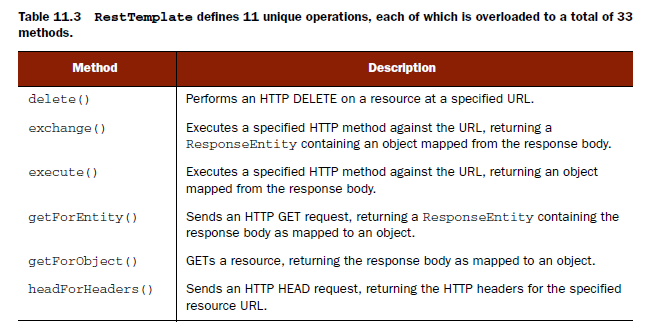 Table 11.3 RestTemplate defines 11 unique operations, each of which is overloaded to a total of 33
methods.
Method Description
delete() Performs an HTTP DELETE on a resource at a specified URL.
exchange() Executes a specified HTTP method against the URL, returning a
ResponseEntity containing an object mapped from the response body.
execute() Executes a specified HTTP method against the URL, returning an object
mapped from the response body.
getForEntity() Sends an HTTP GET request, returning a ResponseEntity containing the
response body as mapped to an object.
getForObject() GETs a resource, returning the response body as mapped to an object.
headForHeaders() Sends an HTTP HEAD request, returning the HTTP headers for the specified
resource URL.